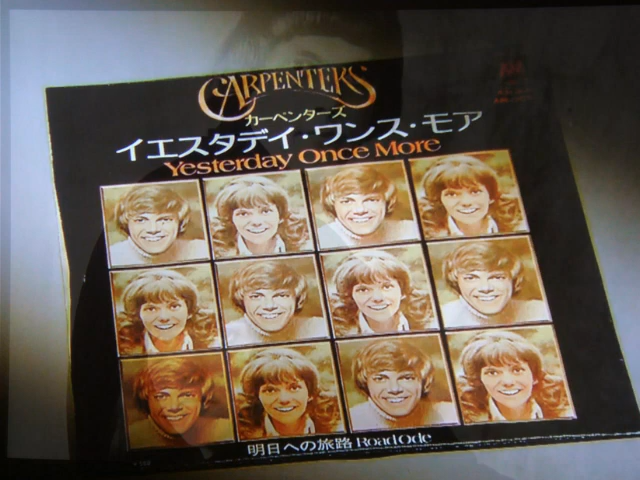 CARPENTERS
カーペンターズ
イエスタデイ・ワンス・モア
Yesterday Once More
明日への旅路 Road Ode